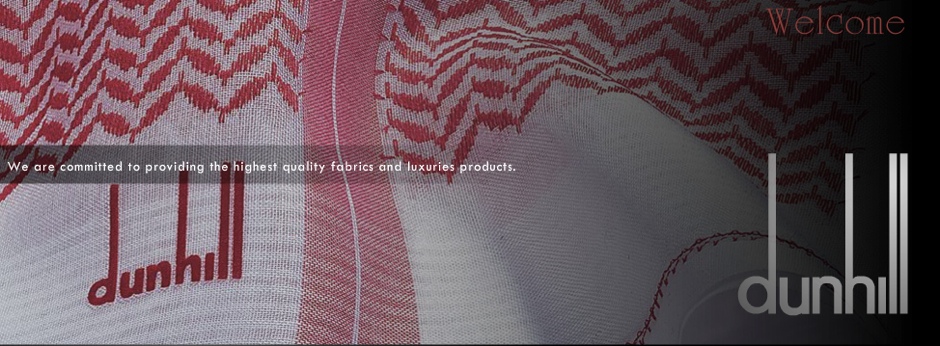 Welcome
We are committed to providing the highest quality fabrics and luxuries products.
dunhill
dunhill